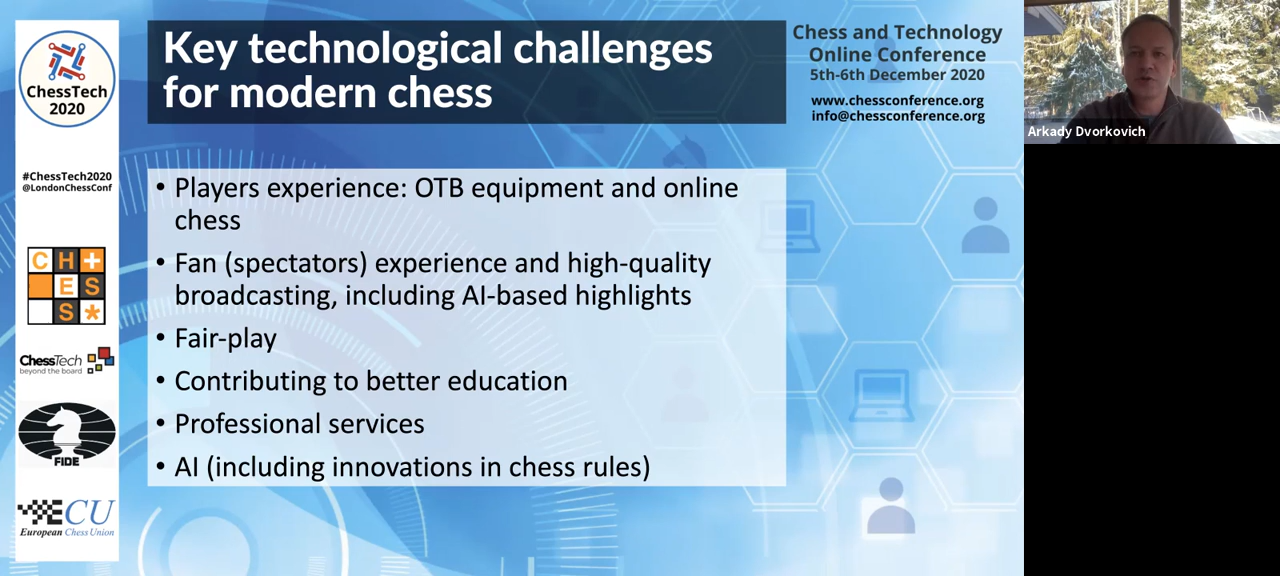 ChessTech
2020
#ChessTech2020
@LondonChessConf
C H +
E S
S *
ChessTech
beyond the board
FIDE
ECU
European Chess Union
Key technological challenges
for modern chess
• Players experience: OTB equipment and online
chess
• Fan (spectators) experience and high-quality
broadcasting, including AI-based highlights
• Fair-play
• Contributing to better education
• Professional services
• AI (including innovations in chess rules)
Chess and Technology
Online Conference
5th-6th December 2020
www.chessconference.org
info@chessconference.org
Arkady Dvorkovich